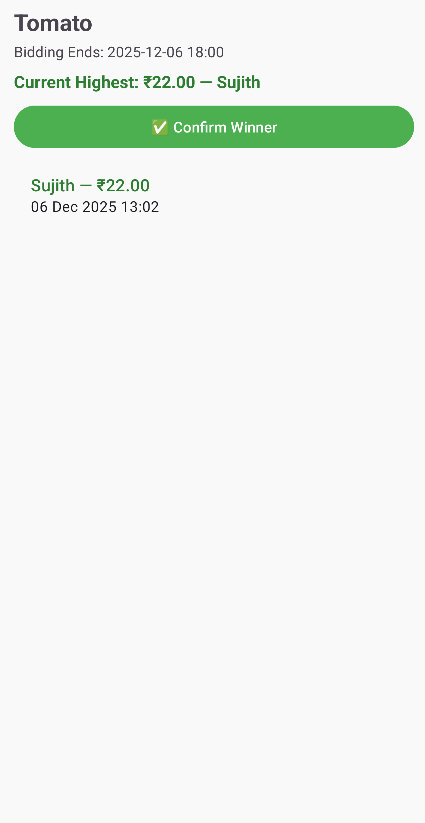 Tomato
Bidding Ends: 2025-12-06 18:00
Current Highest: ₹22.00 — Sujith
✅ Confirm Winner
Sujith — ₹22.00
06 Dec 2025 13:02